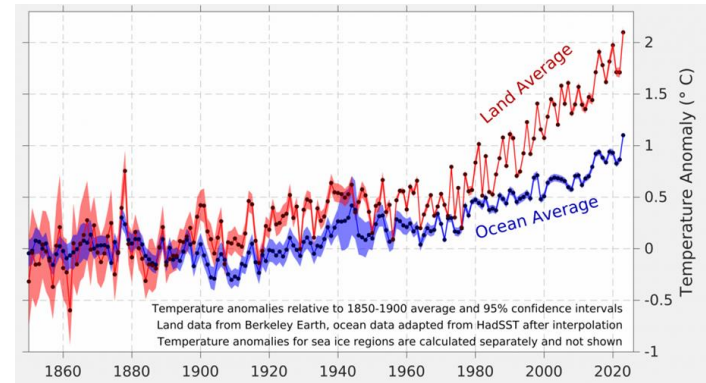 2
1.5
1
0.5
0
-0.5
-1
Temperature Anomaly (° C)
Land Average
Ocean Average
Temperature anomalies relative to 1850-1900 average and 95% confidence intervals
Land data from Berkeley Earth, ocean data adapted from HadSST after interpolation
Temperature anomalies for sea ice regions are calculated separately and not shown
1860 1880 1900 1920 1940 1960 1980 2000 2020